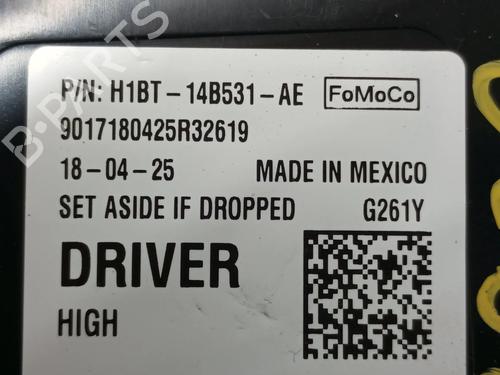 P/N: H1BT-14B531-AE FoMoCo
9017180425R32619
18-04-25 MADE IN MEXICO
SET ASIDE IF DROPPED G261Y
DRIVER
HIGH
B-PARTS